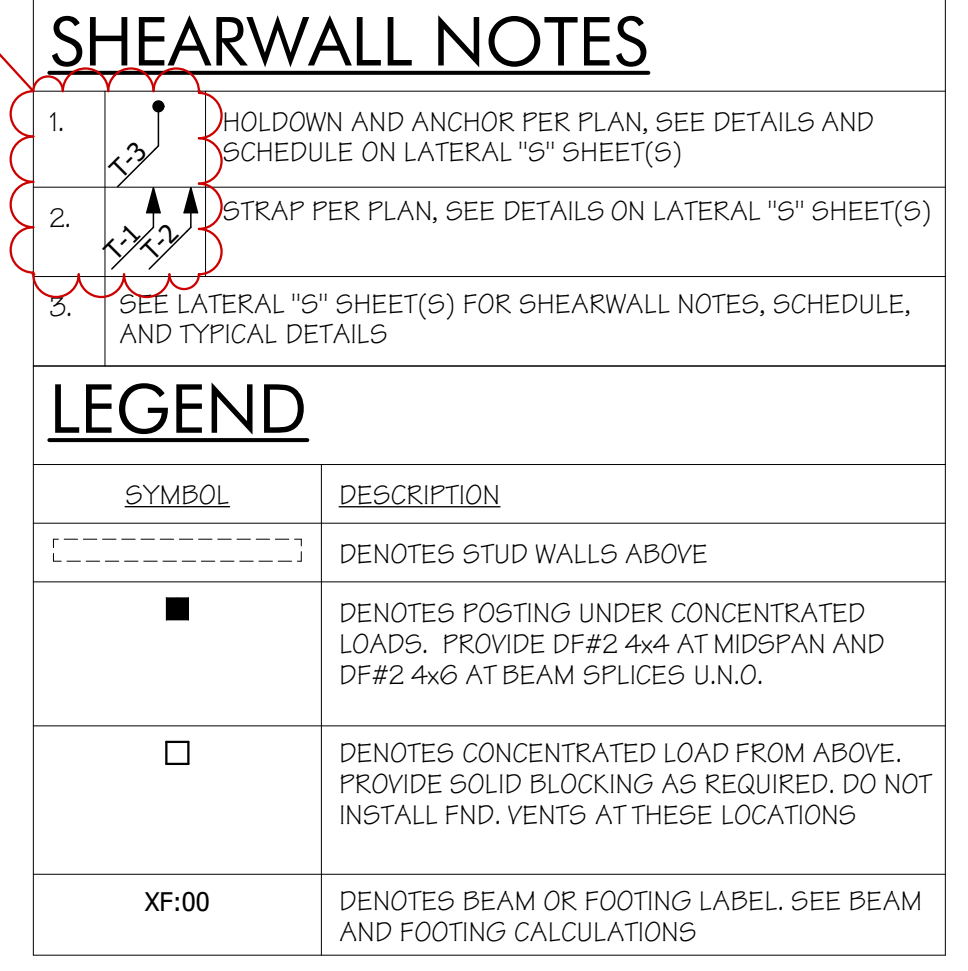 SHEARWALL NOTES
1.
T-3
HOLDOWN AND ANCHOR PER PLAN, SEE DETAILS AND
SCHEDULE ON LATERAL "S" SHEET(S)
2.
T-1
T-2
STRAP PER PLAN, SEE DETAILS ON LATERAL "S" SHEET(S)
3.
SEE LATERAL "S" SHEET(S) FOR SHEARWALL NOTES, SCHEDULE,
AND TYPICAL DETAILS
LEGEND
SYMBOL
DESCRIPTION
DENOTES STUD WALLS ABOVE
DENOTES POSTING UNDER CONCENTRATED
LOADS. PROVIDE DF#2 4x4 AT MIDSPAN AND
DF#2 4x6 AT BEAM SPLICES U.N.O.
DENOTES CONCENTRATED LOAD FROM ABOVE.
PROVIDE SOLID BLOCKING AS REQUIRED. DO NOT
INSTALL FND. VENTS AT THESE LOCATIONS
XF:00
DENOTES BEAM OR FOOTING LABEL. SEE BEAM
AND FOOTING CALCULATIONS